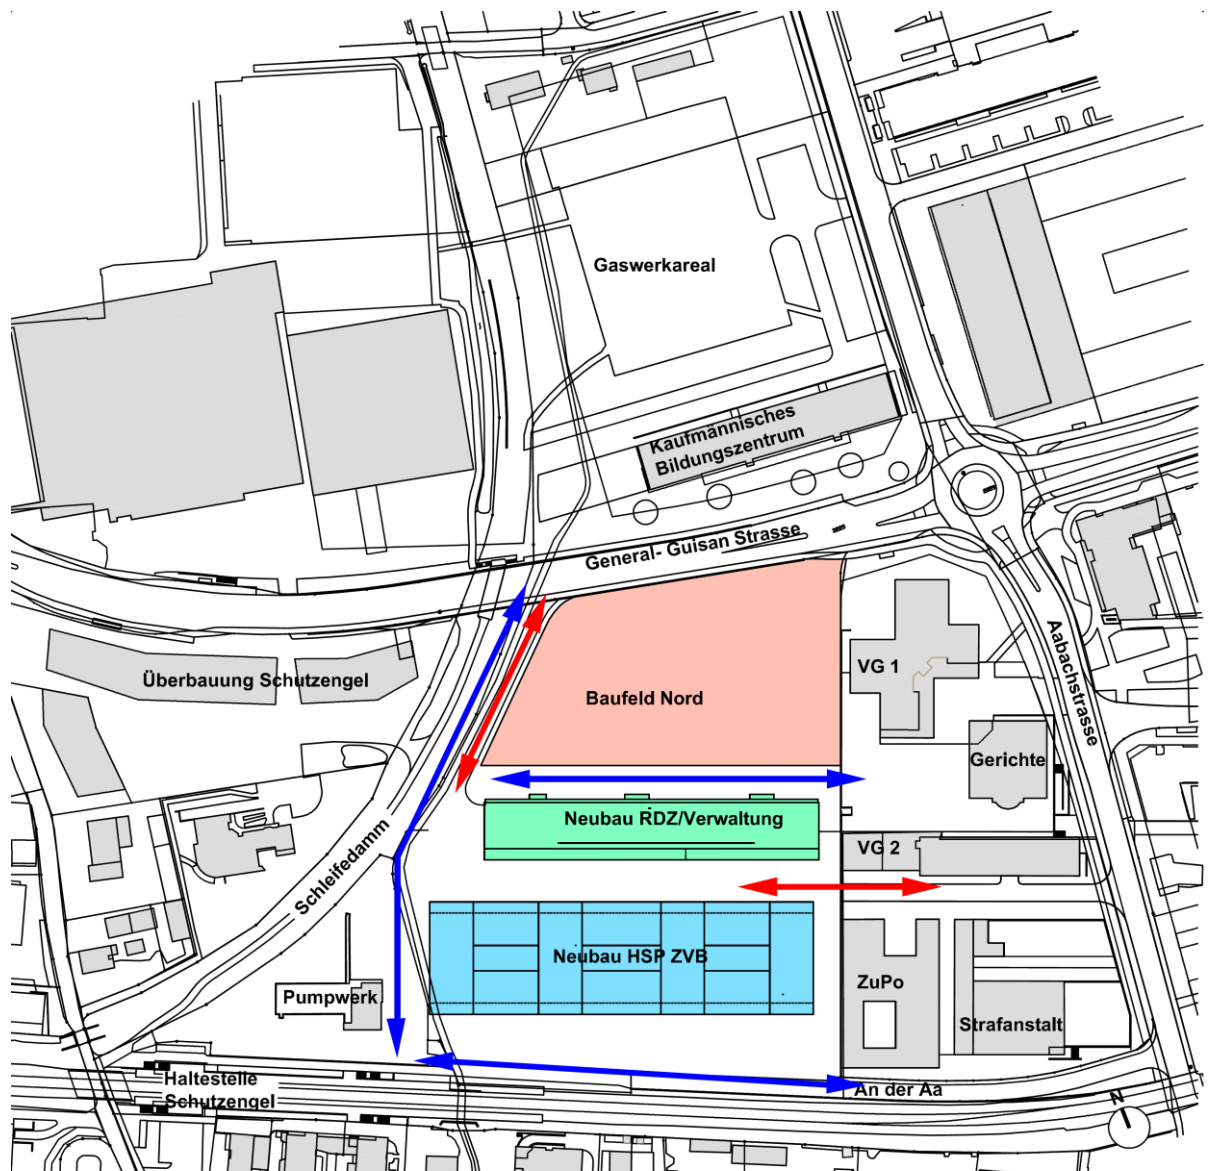 Gaswerkareal
Kaufmännisches
Bildungszentrum
General- Guisan Strasse
Aabachstrasse
VG 1
Überbauung Schutzengel
Baufeld Nord
Gerichte
Neubau RDZ/Verwaltung
VG 2
Schleifedamm
Neubau HSP ZVB
ZuPo
Pumpwerk
Strafanstalt
Haltestelle
Schutzengel
An der Aa
N